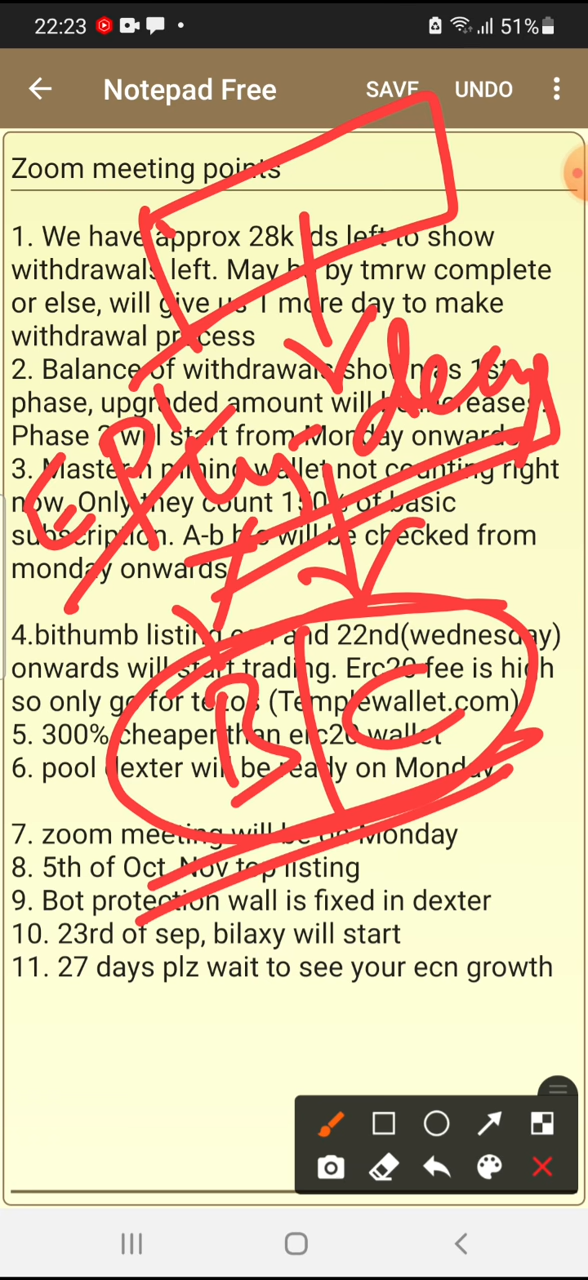 22:23
51%
Notepad Free
SAVE
UNDO
Zoom meeting points
1. We have approx 28k ids left to show
withdrawals left. May be by tmrw complete
or else, will give us 1 more day to make
withdrawal process
2. Balance of withdrawals shown as 1st
phase, upgraded amount will be increases.
Phase 2 will start from Monday onwards
3. Mastern mining wallet not counting right
now. Only they count 150% of basic
subscription. A-b will be checked from
monday onwards
4.bithumb listing and 22nd(wednesday)
onwards will start trading. Erc20 fee is high
so only go for tezos (Templewallet.com)
5. 300% cheaper than erc20 wallet
6. pool dexter will be ready on Monday
7. zoom meeting will be on Monday
8. 5th of Oct, Nov top listing
9. Bot protection wall is fixed in dexter
10. 23rd of sep, bilaxy will start
11. 27 days plz wait to see your ecn growth
B C